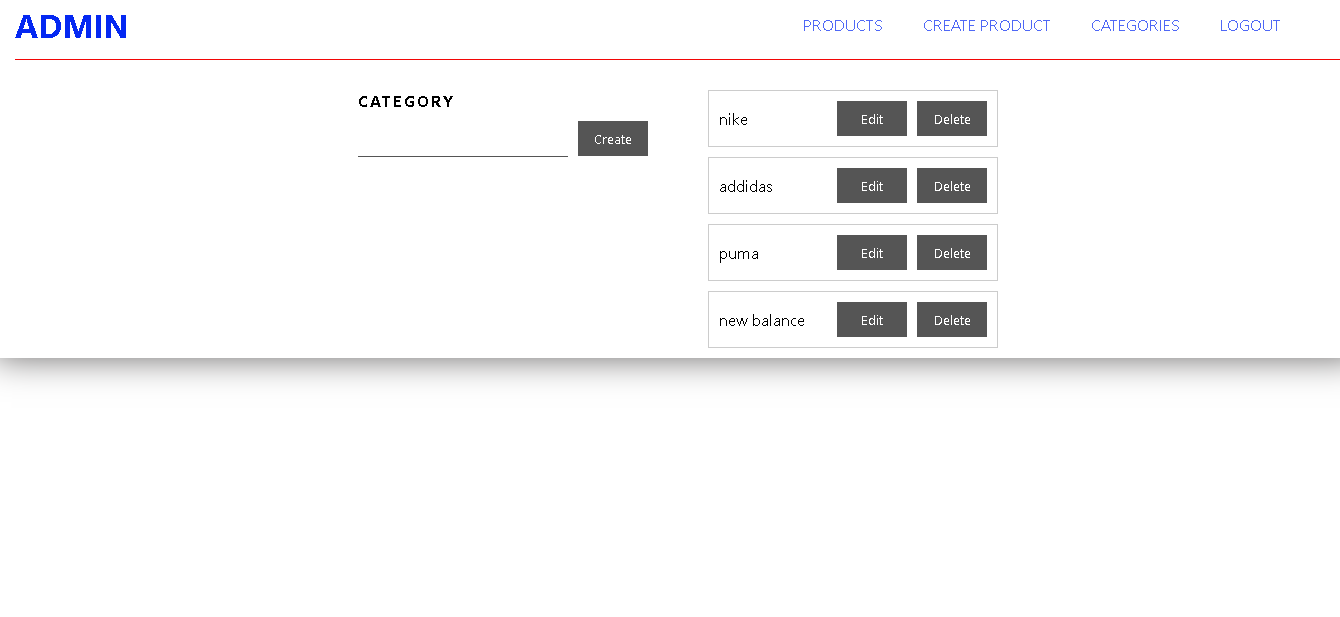 ADMIN
PRODUCTS CREATE PRODUCT CATEGORIES LOGOUT
CATEGORY
Create
nike Edit Delete
addidas Edit Delete
puma Edit Delete
new balance Edit Delete